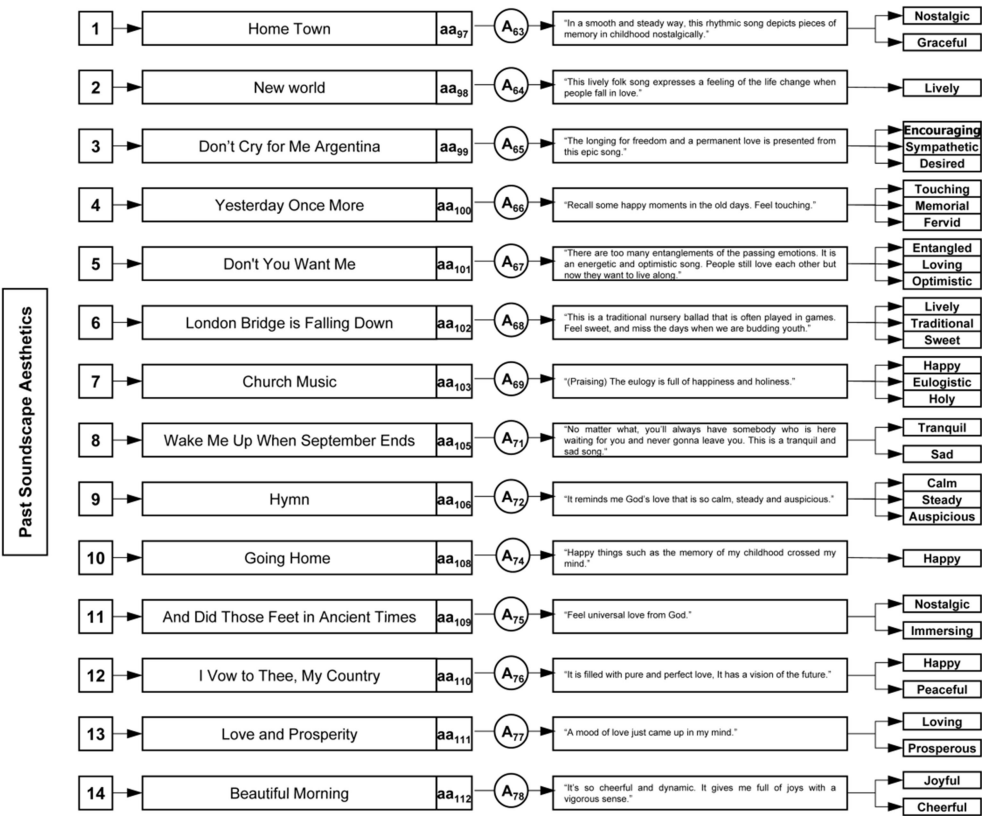 Past Soundscape Aesthetics
1 Home Town aa97 A63
"In a smooth and steady way, this rhythmic song depicts pieces of
memory in childhood nostalgically."
Nostalgic
Graceful
2 New world aa98 A64
"This lively folk song expresses a feeling of the life change when
people fall in love."
Lively
3 Don't Cry for Me Argentina aa99 A65
"The longing for freedom and a permanent love is presented from
this epic song."
Encouraging
Sympathetic
Desired
4 Yesterday Once More aa100 A66
"Recall some happy moments in the old days. Feel touching."
Touching
Memorial
Fervid
5 Don't You Want Me aa101 A67
"There are too many entanglements of the passing emotions. It is
an energetic and optimistic song. People still love each other but
now they want to live along."
Entangled
Loving
Optimistic
6 London Bridge is Falling Down aa102 A68
"This is a traditional nursery ballad that is often played in games.
Feel sweet, and miss the days when we are budding youth."
Lively
Traditional
Sweet
7 Church Music aa103 A69
"(Praising) The eulogy is full of happiness and holiness."
Happy
Eulogistic
Holy
8 Wake Me Up When September Ends aa105 A71
"No matter what, you'll always have somebody who is here
waiting for you and never gonna leave you. This is a tranquil and
sad song."
Tranquil
Sad
9 Hymn aa106 A72
"It reminds me God's love that is so calm, steady and auspicious."
Calm
Steady
Auspicious
10 Going Home aa108 A74
"Happy things such as the memory of my childhood crossed my
mind."
Happy
11 And Did Those Feet in Ancient Times aa109 A75
"Feel universal love from God."
Nostalgic
Immersing
12 I Vow to Thee, My Country aa110 A76
"It is filled with pure and perfect love, It has a vision of the future."
Happy
Peaceful
13 Love and Prosperity aa111 A77
"A mood of love just came up in my mind."
Loving
Prosperous
14 Beautiful Morning aa112 A78
"It's so cheerful and dynamic. It gives me full of joys with a
vigorous sense."
Joyful
Cheerful